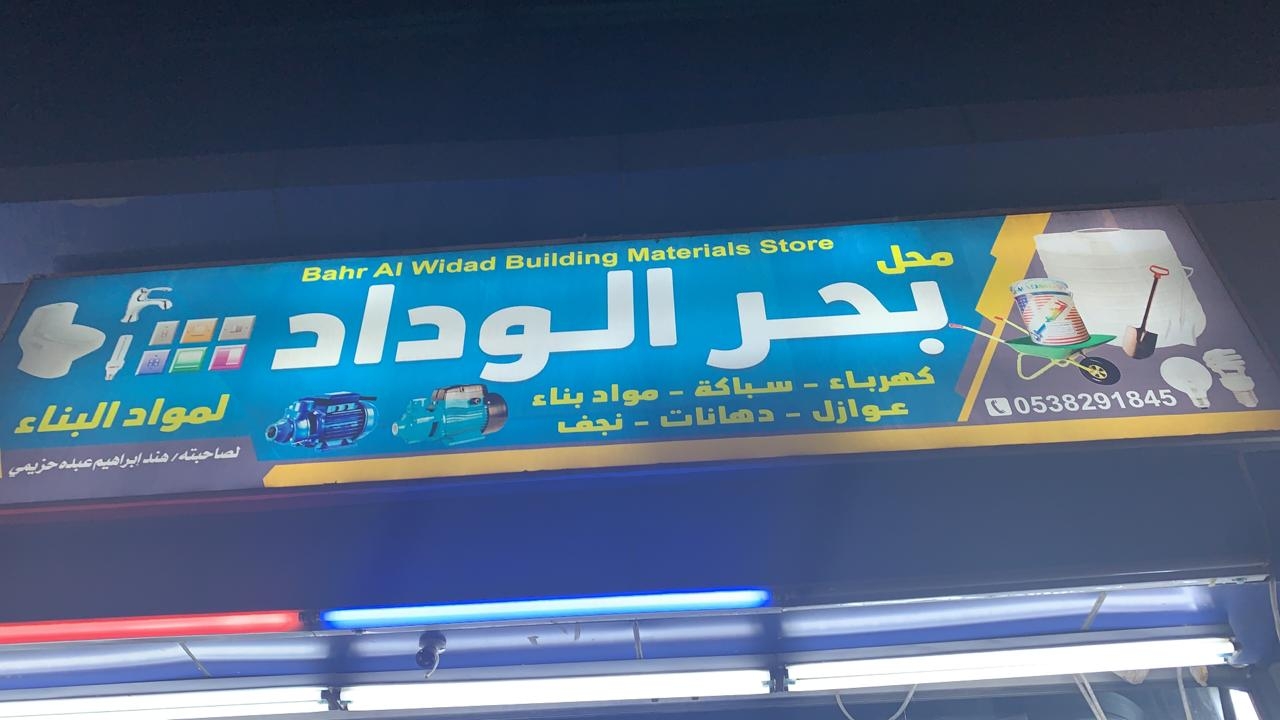 Bahr Al Widad Building Materials Store
محل
بحر الوداد
كهرباء - سباكة - مواد بناء
عوازل - دهانات - نجف
لمواد البناء
لصاحبته / هند ابراهيم عبده حزيمي
0538291845